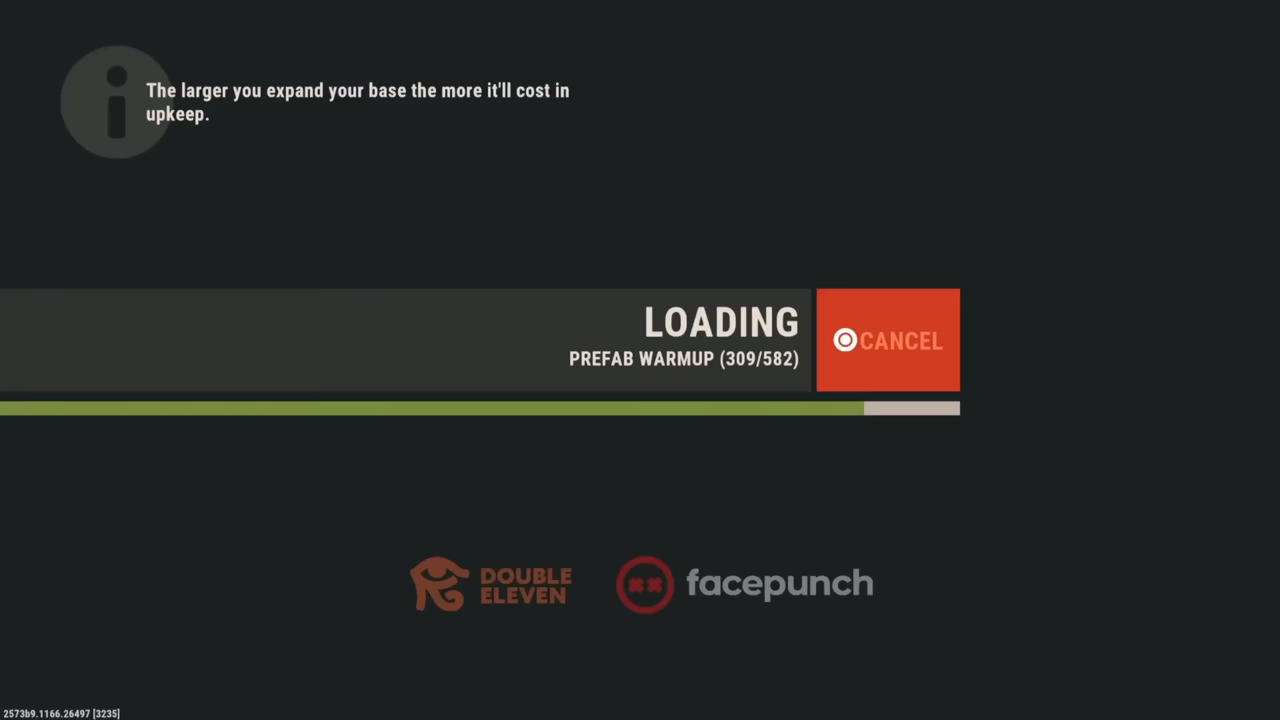 The larger you expand your base the more it'll cost in
upkeep.
LOADING
PREFAB WARMUP (309/582)
CANCEL
DOUBLE
ELEVEN
facepunch
2573b9.1166.26497 [3235]